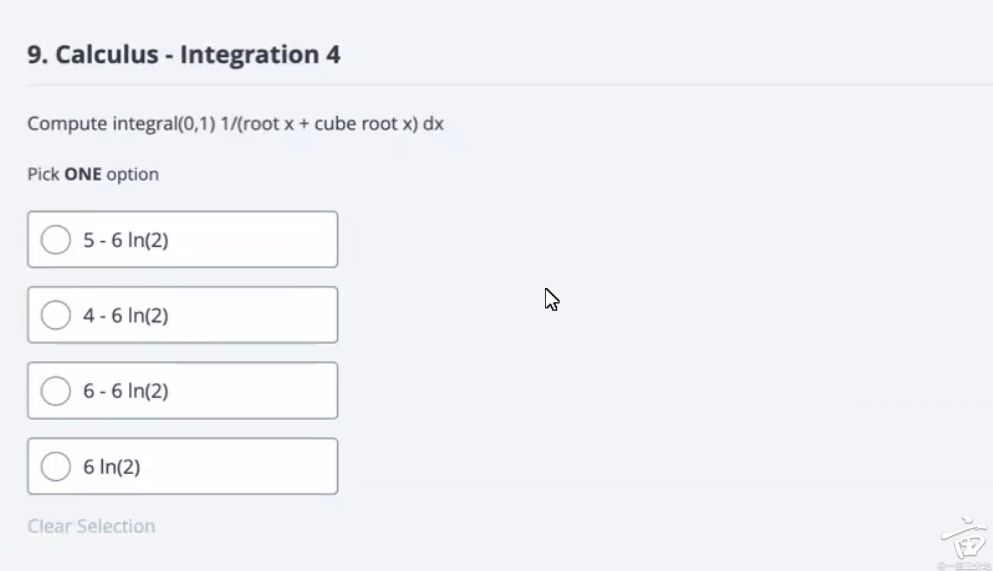 9. Calculus - Integration 4
Compute integral(0,1) 1/(root x + cube root x) dx
Pick ONE option
5 - 6 ln(2)
4 - 6 ln(2)
6 - 6 ln(2)
6 ln(2)
Clear Selection